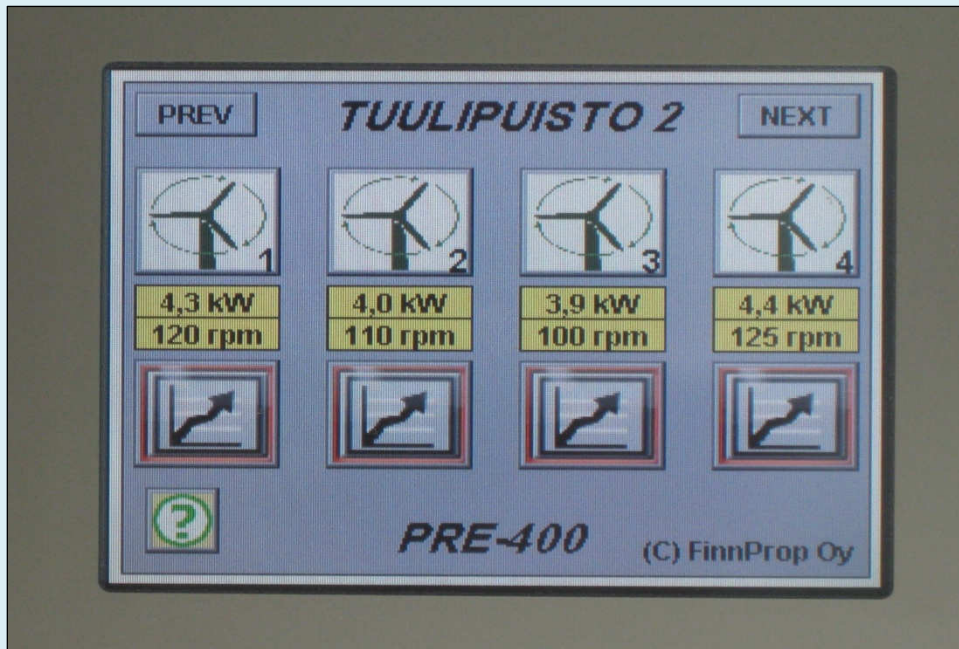 PREV TUULIPUISTO 2 NEXT
1 2 3 4
4,3 kW 4,0 kW 3,9 kW 4,4 kW
120 rpm 110 rpm 100 rpm 125 rpm
?
PRE-400
(C) FinnProp Oy